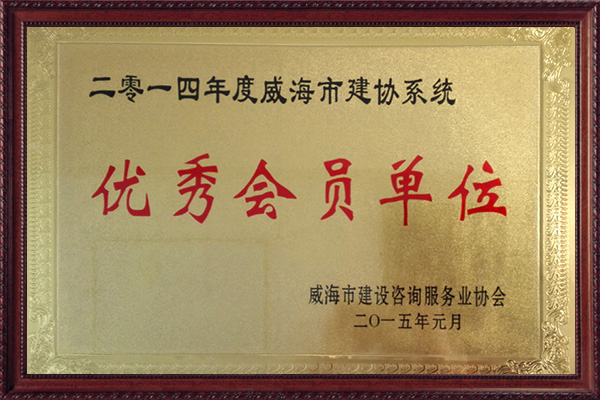 二零一四年度威海市建协系统
优秀会员单位
威海市建设咨询服务业协会
二〇一五年元月